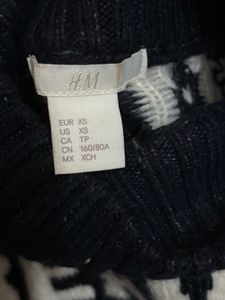 H&M
EUR XS
US XS
CA TP
CN 160/80A
MX XCH